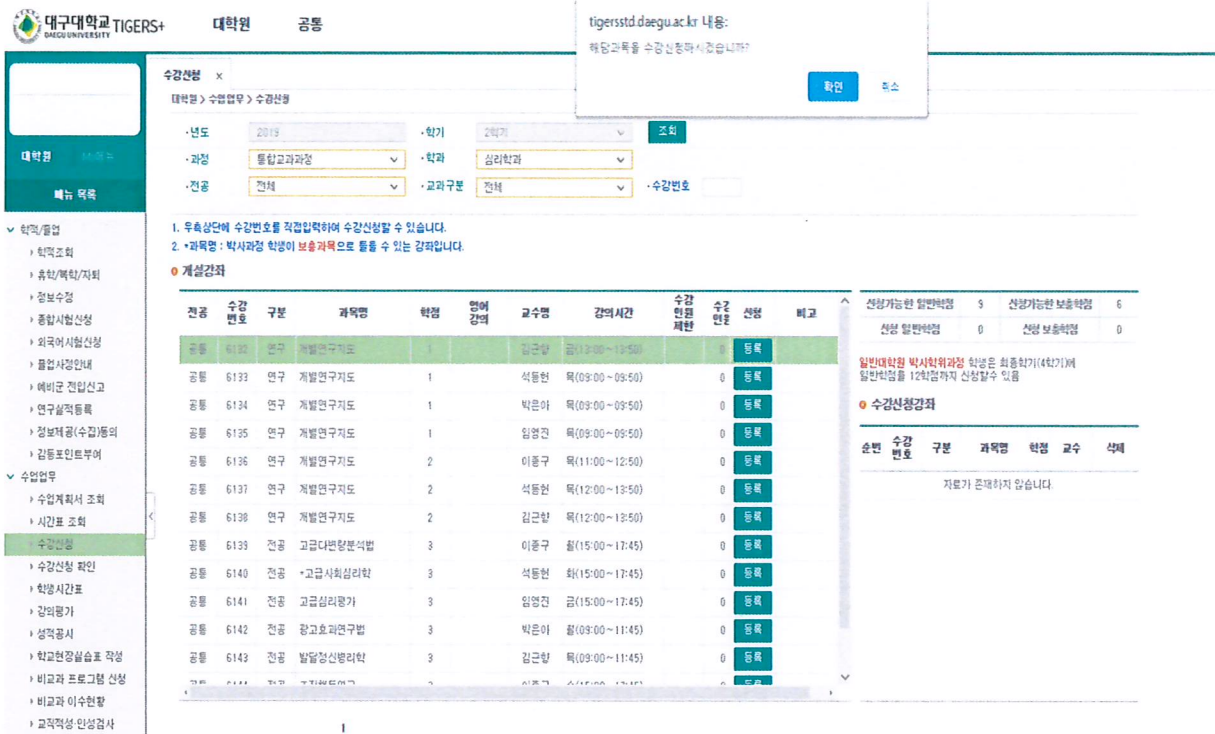 대구대학교 TIGERS+
DAEGU UNIVERSITY
대학원 공통
tigersstd.daegu.ac.kr 내용:
해당과목을 수강신청하시겠습니까?
확인 취소
수강신청 ×
대학원 > 수업업무 > 수강신청
·년도 2019 ·학기 2학기 조회
·과정 통합교과과정 ·학과 심리학과
·전공 전체 ·교과구분 전체 ·수강번호
대학원
메뉴 목록
학적/졸업
학적조회
휴학/복학/자퇴
정보수정
종합시험신청
외국어시험신청
졸업사정안내
예비군 전입신고
연구실적등록
정보제공(수집)동의
감동포인트부여
수업업무
수업계획서 조회
시간표 조회
수강신청
수강신청 확인
학생시간표
강의평가
성적공시
학교현장실습표 작성
비교과 프로그램 신청
비교과 이수현황
교직적성·인성검사
1. 우측상단에 수강번호를 직접입력하여 수강신청할 수 있습니다.
2. *과목명 : 박사과정 학생이 보충과목으로 들을 수 있는 강좌입니다.
개설강좌
전공 수강번호 구분 과목명 학점 영어강의 교수명 강의시간 수강인원제한 수강인원 신청 비고
공통 6132 연구 개별연구지도 1 김근향 금(13:00~13:50) 0 등록
공통 6133 연구 개별연구지도 1 석동헌 목(09:00~09:50) 0 등록
공통 6134 연구 개별연구지도 1 박은아 목(09:00~09:50) 0 등록
공통 6135 연구 개별연구지도 1 임영진 목(09:00~09:50) 0 등록
공통 6136 연구 개별연구지도 2 이종구 목(11:00~12:50) 0 등록
공통 6137 연구 개별연구지도 2 석동헌 목(12:00~13:50) 0 등록
공통 6138 연구 개별연구지도 2 김근향 목(12:00~13:50) 0 등록
공통 6139 전공 고급다변량분석법 3 이종구 월(15:00~17:45) 0 등록
공통 6140 전공 *고급사회심리학 3 석동헌 화(15:00~17:45) 0 등록
공통 6141 전공 고급심리평가 3 임영진 금(15:00~17:45) 0 등록
공통 6142 전공 광고효과연구법 3 박은아 월(09:00~11:45) 0 등록
공통 6143 전공 발달정신병리학 3 김근향 목(09:00~11:45) 0 등록
신청가능한 일반학점 9 신청가능한 보충학점 6
신청 일반학점 0 신청 보충학점 0
일반대학원 박사학위과정 학생은 최종학기(4학기)에
일반학점을 12학점까지 신청할수 있음
수강신청강좌
순번 수강번호 구분 과목명 학점 교수 삭제
자료가 존재하지 않습니다.